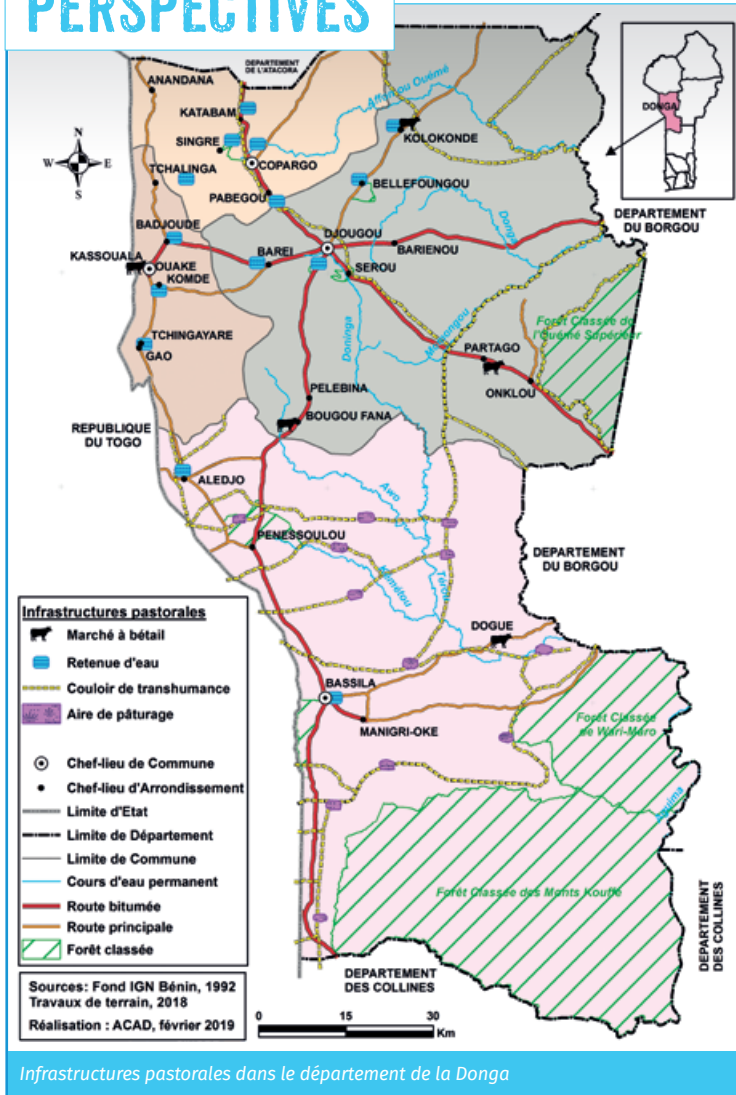 PERSPECTIVES
DEPARTEMENT
DE L'ATACORA
ANANDANA
Affon ou Ouémé
KATABAM
SINGRE
KOLOKONDE
COPARGO
DONGA
N
W
E
S
TCHALINGA
BELLEFOUNGOU
PABEGOU
DEPARTEMENT
DU BORGOU
BADJOUDE
DJOUGOU
Donga
BAREI
BARIENOU
KASSOUALA
OUAKE
SEROU
KOMDE
Forêt Classée de
l'Ouémé Supérieur
Doninga
TCHINGAYARE
GAO
PARTAGO
ONKLOU
PELEBINA
BOUGOU FANA
REPUBLIQUE
DU TOGO
ALEDJO
Awo
PENESSOULOU
DEPARTEMENT
DU BORGOU
Térou
DOGUE
BASSILA
MANIGRI-OKE
Forêt Classée
de Wari-Maro
Forêt Classée des Monts Kouffé
DEPARTEMENT
DES COLLINES
DEPARTEMENT
DES COLLINES
Infrastructures pastorales
Marché à bétail
Retenue d'eau
Couloir de transhumance
Aire de pâturage
Chef-lieu de Commune
Chef-lieu d'Arrondissement
Limite d'Etat
Limite de Département
Limite de Commune
Cours d'eau permanent
Route bitumée
Route principale
Forêt classée
Sources: Fond IGN Bénin, 1992
Travaux de terrain, 2018
Réalisation : ACAD, février 2019
0 15 30
Km
Infrastructures pastorales dans le département de la Donga